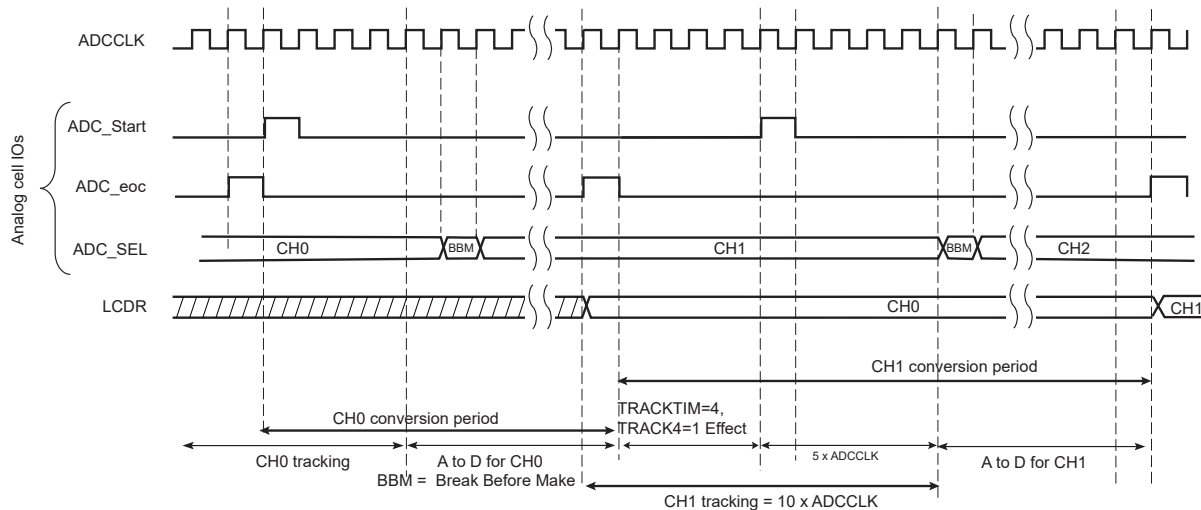 ADCCLK
Analog cell IOs
ADC_Start
ADC_eoc
ADC_SEL
CH0
BBM
CH1
BBM
CH2
LCDR
CH0
CH1
CH1 conversion period
CH0 conversion period
TRACKTIM=4,
TRACK4=1 Effect
CH0 tracking
A to D for CH0
5 x ADCCLK
A to D for CH1
BBM = Break Before Make
CH1 tracking = 10 x ADCCLK